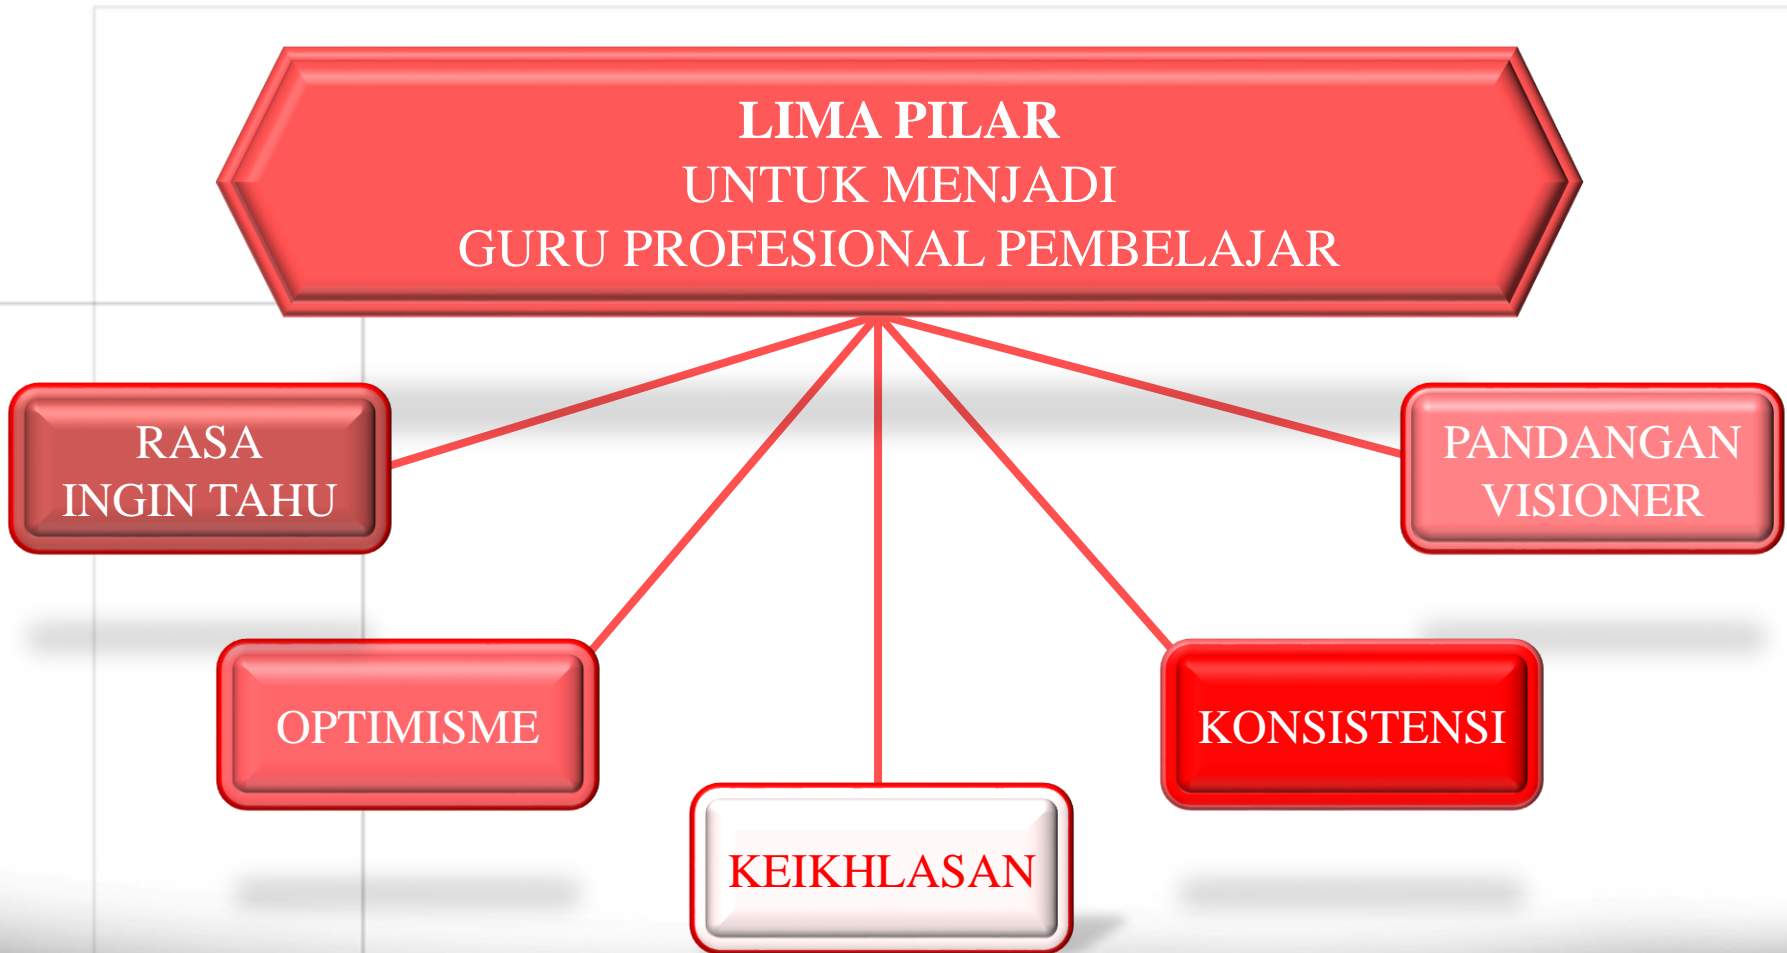 LIMA PILAR
UNTUK MENJADI
GURU PROFESIONAL PEMBELAJAR
RASA
INGIN TAHU
PANDANGAN
VISIONER
OPTIMISME
KONSISTENSI
KEIKHLASAN